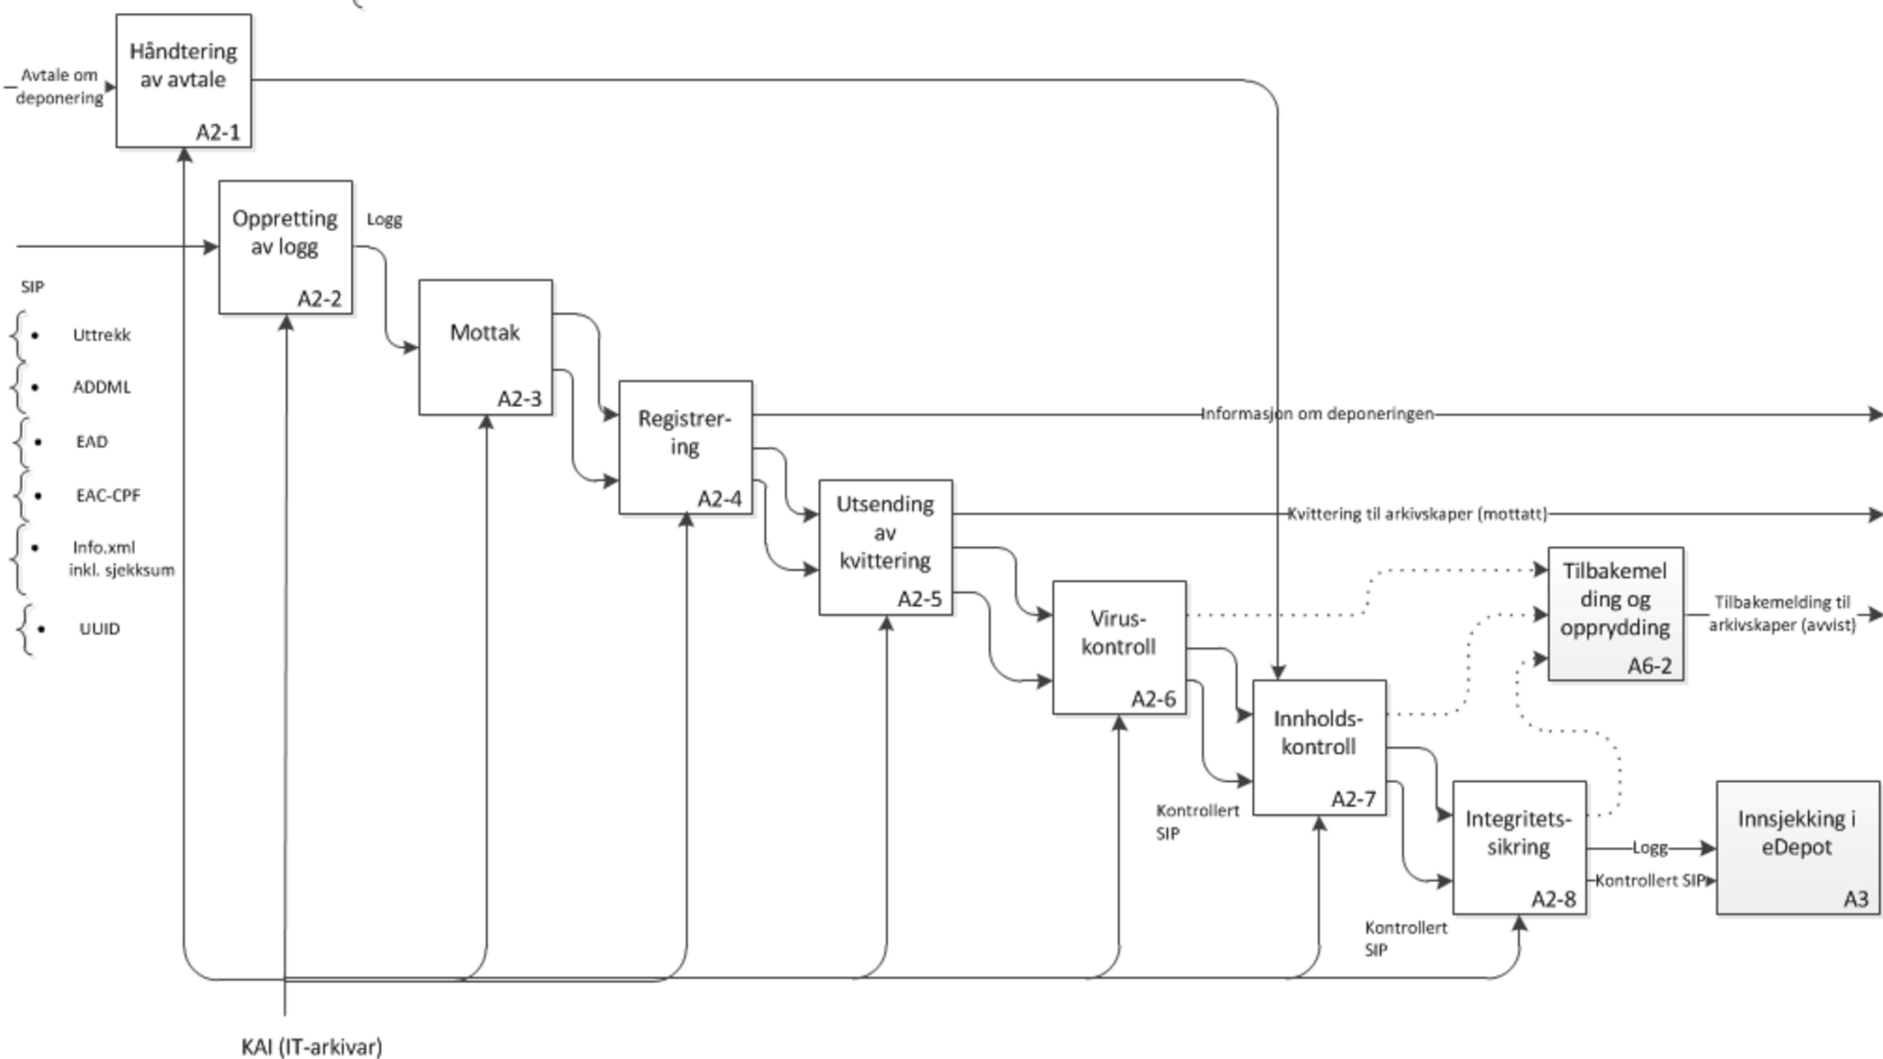 Håndtering
av avtale
A2-1
Avtale om
deponering
Oppretting
av logg
A2-2
Logg
SIP
• Uttrekk
• ADDML
• EAD
• EAC-CPF
• Info.xml
inkl. sjekksum
• UUID
Mottak
A2-3
Registrer-
ing
A2-4
Informasjon om deponeringen
Utsending
av
kvittering
A2-5
Kvittering til arkivskaper (mottatt)
Virus-
kontroll
A2-6
Tilbakemel
ding og
opprydding
A6-2
Tilbakemelding til
arkivskaper (avvist)
Kontrollert
SIP
Innholds-
kontroll
A2-7
Kontrollert
SIP
Integritets-
sikring
A2-8
Logg
Kontrollert SIP
Innsjekking i
eDepot
A3
KAI (IT-arkivar)